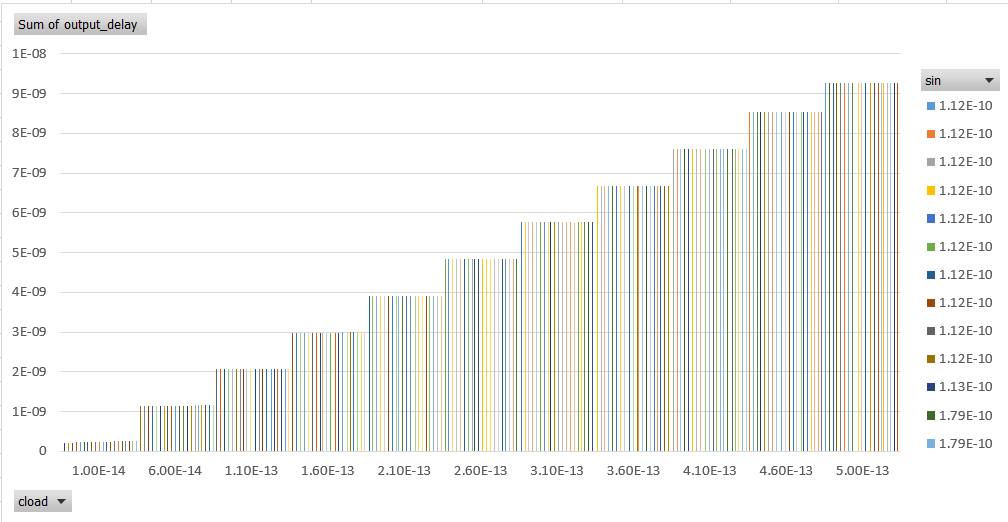 Sum of output_delay
1E-08
9E-09
8E-09
7E-09
6E-09
5E-09
4E-09
3E-09
2E-09
1E-09
0
1.00E-14 6.00E-14 1.10E-13 1.60E-13 2.10E-13 2.60E-13 3.10E-13 3.60E-13 4.10E-13 4.60E-13 5.00E-13
cload
sin
1.12E-10
1.12E-10
1.12E-10
1.12E-10
1.12E-10
1.12E-10
1.12E-10
1.12E-10
1.12E-10
1.12E-10
1.13E-10
1.79E-10
1.79E-10